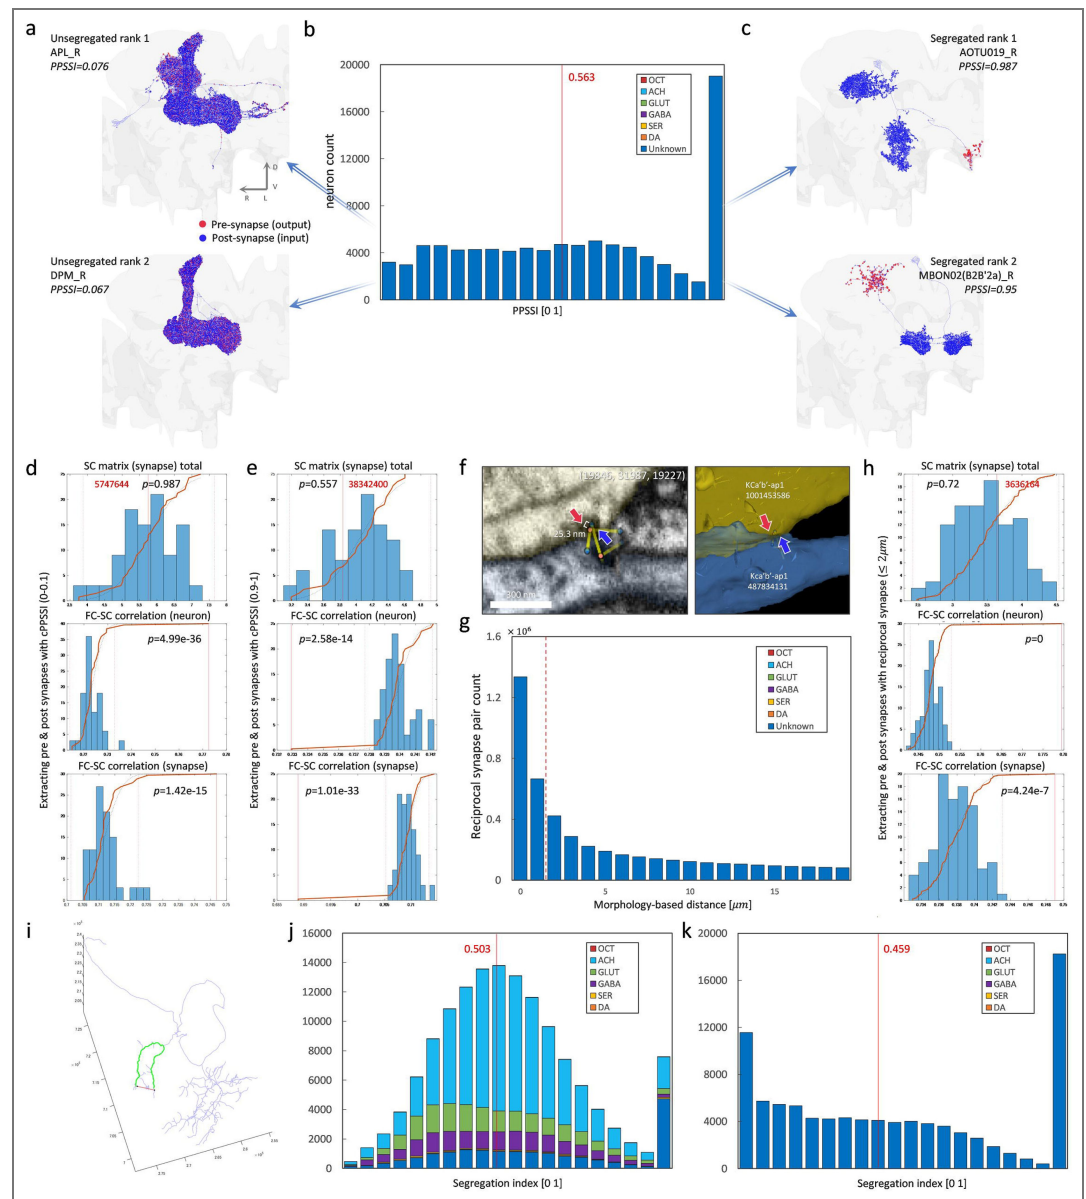 a
Unsegregated rank 1
APL_R
PPSSI=0.076
D
V
R
L
Pre-synapse (output)
Post-synapse (input)
Unsegregated rank 2
DPM_R
PPSSI=0.067
b
neuron count
20000
16000
12000
8000
4000
0
0.563
OCT
ACH
GLUT
GABA
SER
DA
Unknown
PPSSI [0 1]
c
Segregated rank 1
AOTU019_R
PPSSI=0.987
Segregated rank 2
MBON02(B2B'2a)_R
PPSSI=0.95
d
Extracting pre & post synapses with cPPSSI (0-0.1)
SC matrix (synapse) total
5747644
p=0.987
FC-SC correlation (neuron)
p=4.99e-36
FC-SC correlation (synapse)
p=1.42e-15
e
Extracting pre & post synapses with cPPSSI (0.9-1)
SC matrix (synapse) total
p=0.557
38342400
FC-SC correlation (neuron)
p=2.58e-14
FC-SC correlation (synapse)
p=1.01e-33
f
25.3 nm
300 nm
KCa'b'-ap1
1001453586
Kca'b'-ap1
487834131
g
Reciprocal synapse pair count
× 10⁶
1.6
1.2
0.8
0.4
0
OCT
ACH
GLUT
GABA
SER
DA
Unknown
0 5 10 15
Morphology-based distance [μm]
h
Extracting pre & post synapses with reciprocal synapse (≤ 2μm)
SC matrix (synapse) total
p=0.72
3636164
FC-SC correlation (neuron)
p=0
FC-SC correlation (synapse)
p=4.24e-7
i
j
16000
14000
12000
10000
8000
6000
4000
2000
0
0.503
OCT
ACH
GLUT
GABA
SER
DA
Segregation index [0 1]
k
20000
16000
12000
8000
4000
0
0.459
OCT
ACH
GLUT
GABA
SER
DA
Segregation index [0 1]